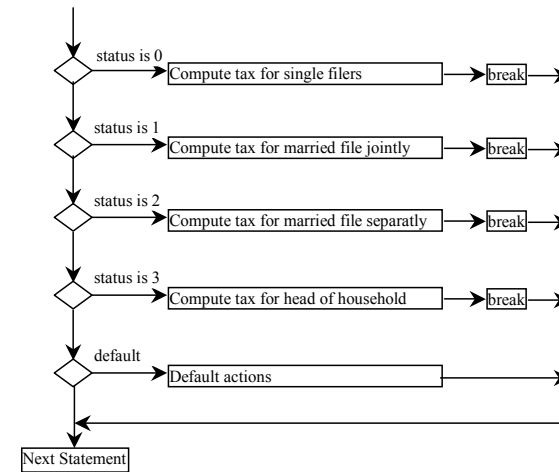 status is 0
Compute tax for single filers
break
status is 1
Compute tax for married file jointly
break
status is 2
Compute tax for married file separatly
break
status is 3
Compute tax for head of household
break
default
Default actions
Next Statement